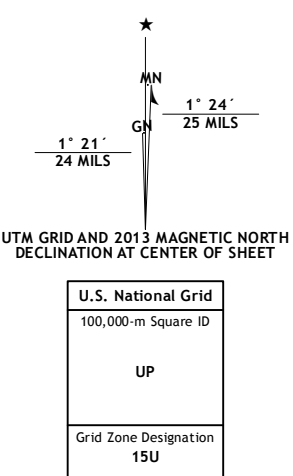 ★
MN
GN
1° 24´
25 MILS
1° 21´
24 MILS
UTM GRID AND 2013 MAGNETIC NORTH
DECLINATION AT CENTER OF SHEET
U.S. National Grid
100,000-m Square ID
UP
Grid Zone Designation
15U